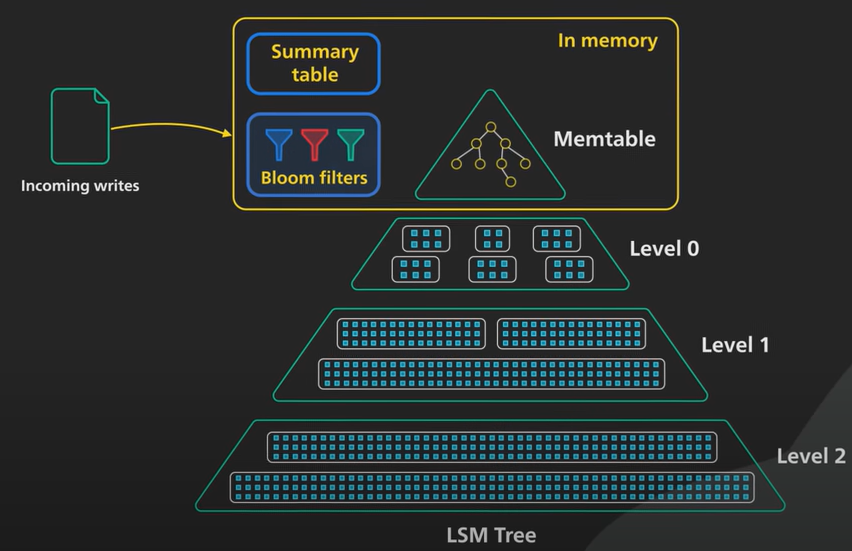 Summary
table
In memory
Memtable
Bloom filters
Incoming writes
Level 0
Level 1
Level 2
LSM Tree